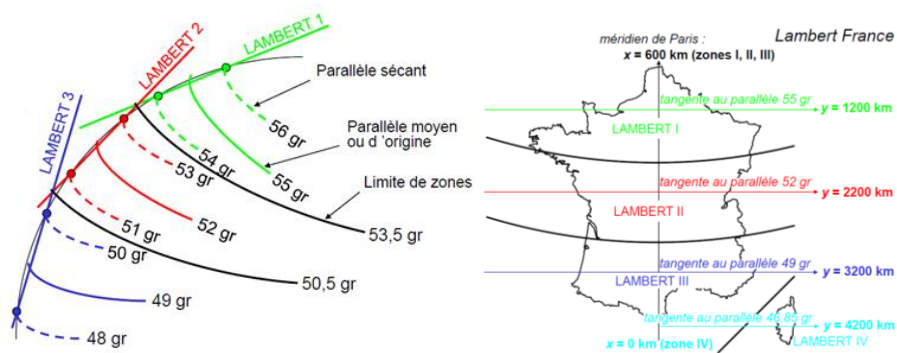 LAMBERT 1
LAMBERT 2
LAMBERT 3
Parallèle sécant
56 gr
Parallèle moyen
ou d 'origine
54 gr
55 gr
53 gr
Limite de zones
53,5 gr
52 gr
51 gr
50 gr
50,5 gr
49 gr
48 gr
méridien de Paris :
x = 600 km (zones I, II, III)
Lambert France
tangente au parallèle 55 gr
y = 1200 km
LAMBERT I
tangente au parallèle 52 gr
y = 2200 km
LAMBERT II
tangente au parallèle 49 gr
y = 3200 km
LAMBERT III
tangente au parallèle 46,85 gr
y = 4200 km
x = 0 km (zone IV)
LAMBERT IV